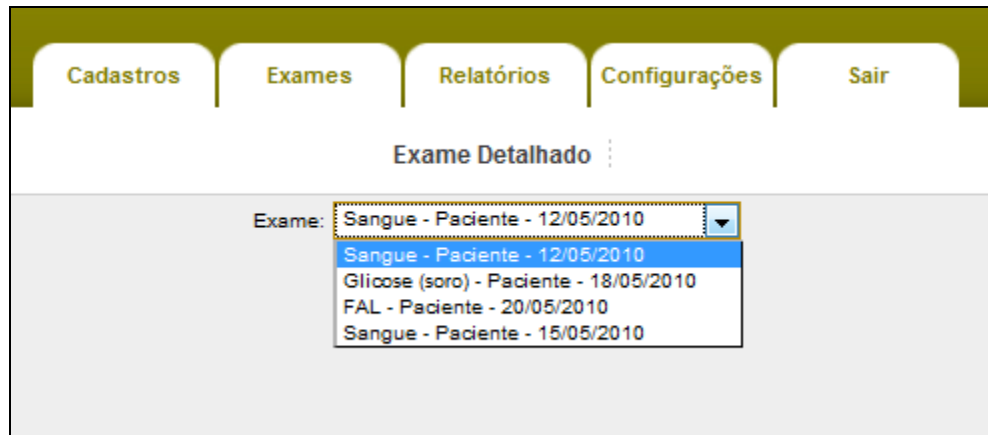 Cadastros Exames Relatórios Configurações Sair
Exame Detalhado
Exame: Sangue - Paciente - 12/05/2010
Sangue - Paciente - 12/05/2010
Glicose (soro) - Paciente - 18/05/2010
FAL - Paciente - 20/05/2010
Sangue - Paciente - 15/05/2010